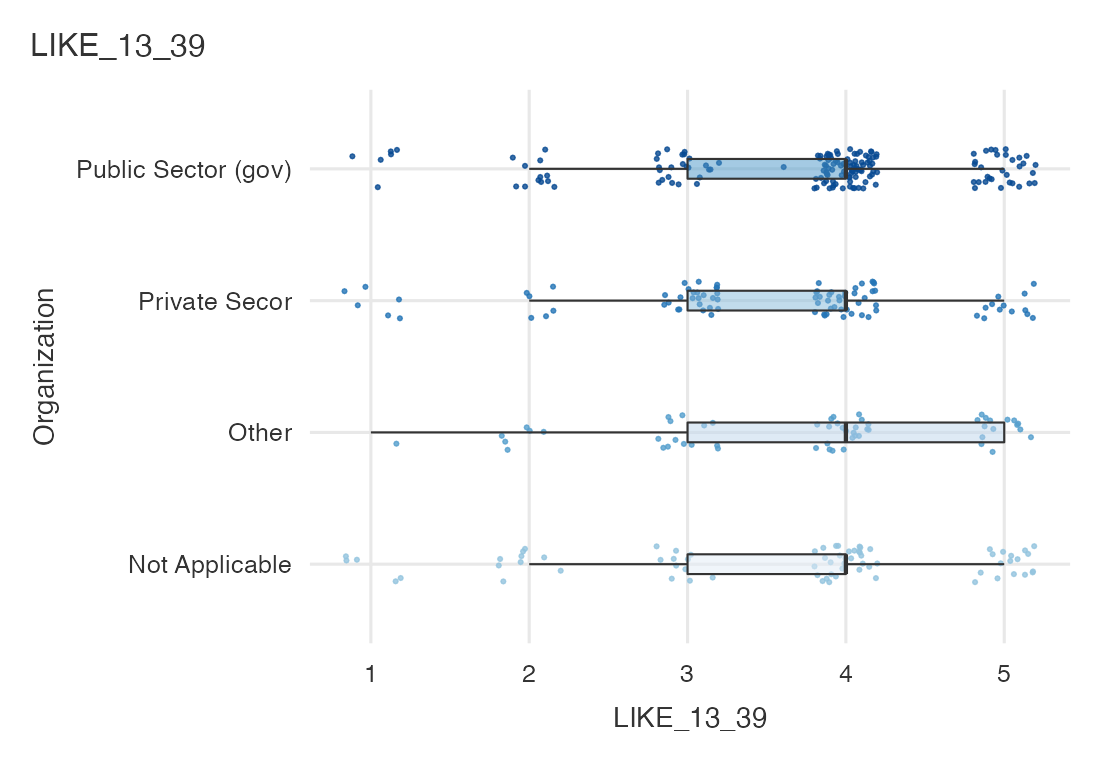 LIKE_13_39
Organization
Public Sector (gov)
Private Secor
Other
Not Applicable
1 2 3 4 5
LIKE_13_39